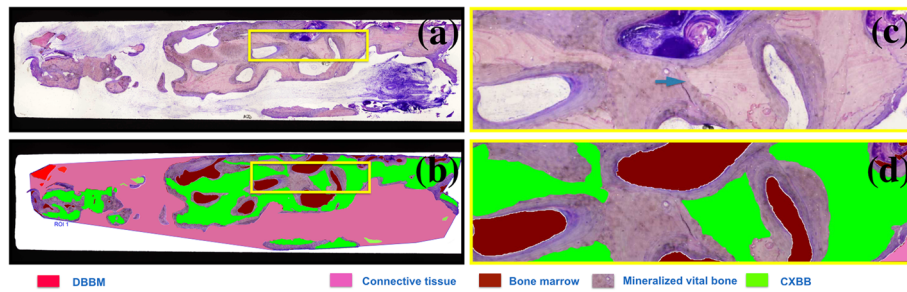 (a)
(c)
(b)
ROI 1
(d)
DBBM
Connective tissue
Bone marrow
Mineralized vital bone
CXBB